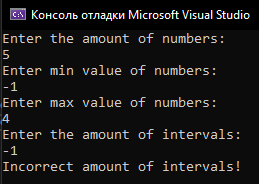 Консоль отладки Microsoft Visual Studio
Enter the amount of numbers:
5
Enter min value of numbers:
-1
Enter max value of numbers:
4
Enter the amount of intervals:
-1
Incorrect amount of intervals!